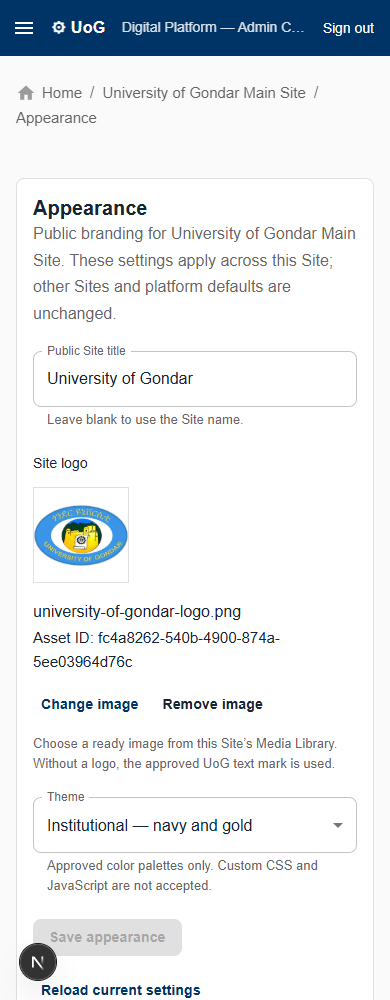 UoG Digital Platform — Admin C... Sign out
Home / University of Gondar Main Site /
Appearance
Appearance
Public branding for University of Gondar Main
Site. These settings apply across this Site;
other Sites and platform defaults are
unchanged.
Public Site title
University of Gondar
Leave blank to use the Site name.
Site logo
UNIVERSITY OF GONDAR
university-of-gondar-logo.png
Asset ID: fc4a8262-540b-4900-874a-
5ee03964d76c
Change image Remove image
Choose a ready image from this Site's Media Library.
Without a logo, the approved UoG text mark is used.
Theme
Institutional — navy and gold
Approved color palettes only. Custom CSS and
JavaScript are not accepted.
Save appearance
N
Reload current settings